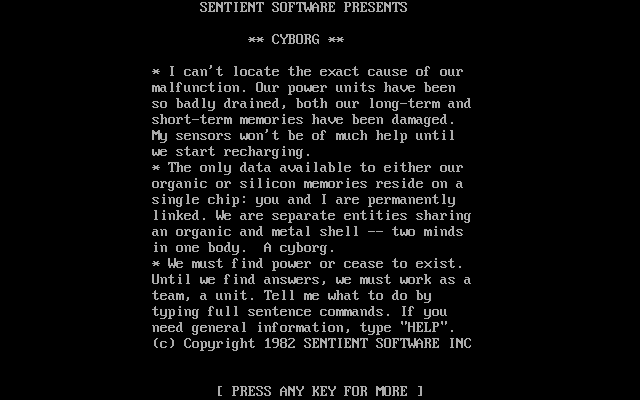 SENTIENT SOFTWARE PRESENTS
** CYBORG **
* I can't locate the exact cause of our
malfunction. Our power units have been
so badly drained, both our long-term and
short-term memories have been damaged.
My sensors won't be of much help until
we start recharging.
* The only data available to either our
organic or silicon memories reside on a
single chip: you and I are permanently
linked. We are separate entities sharing
an organic and metal shell -- two minds
in one body.  A cyborg.
* We must find power or cease to exist.
Until we find answers, we must work as a
team, a unit. Tell me what to do by
typing full sentence commands. If you
need general information, type "HELP".
(c) Copyright 1982 SENTIENT SOFTWARE INC
[ PRESS ANY KEY FOR MORE ]